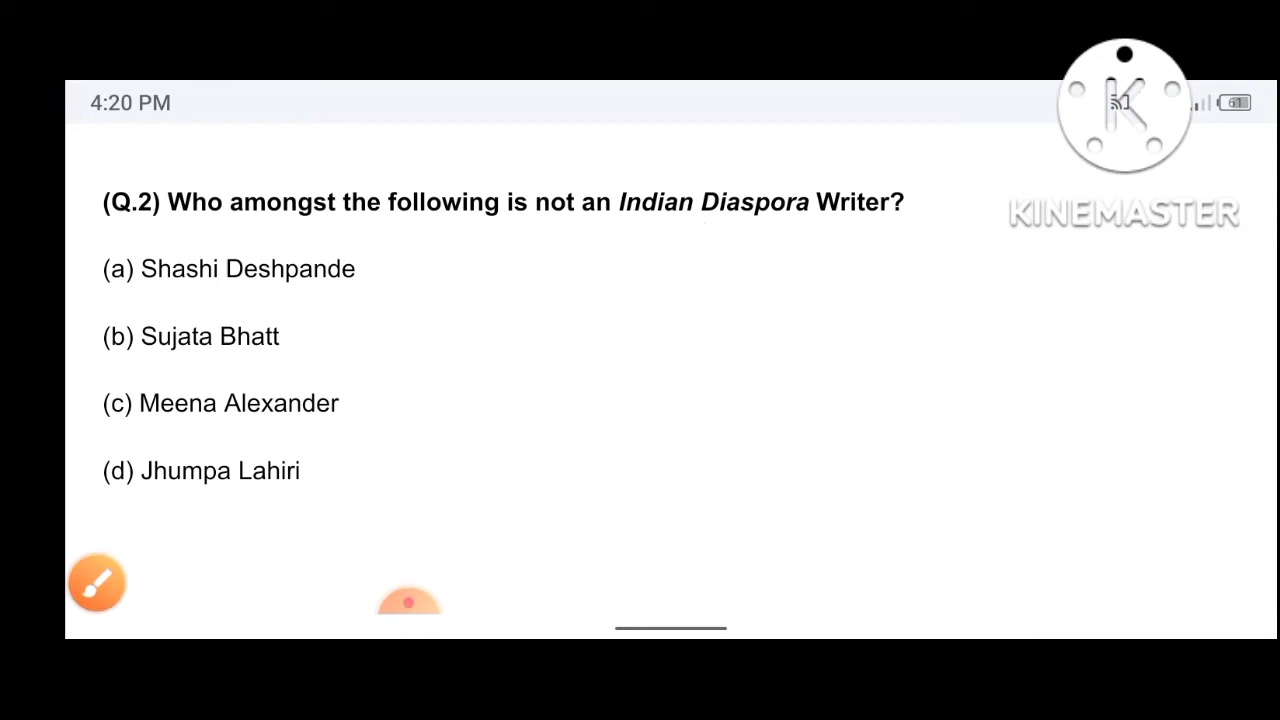 4:20 PM
61
KINEMASTER
(Q.2) Who amongst the following is not an Indian Diaspora Writer?
(a) Shashi Deshpande
(b) Sujata Bhatt
(c) Meena Alexander
(d) Jhumpa Lahiri